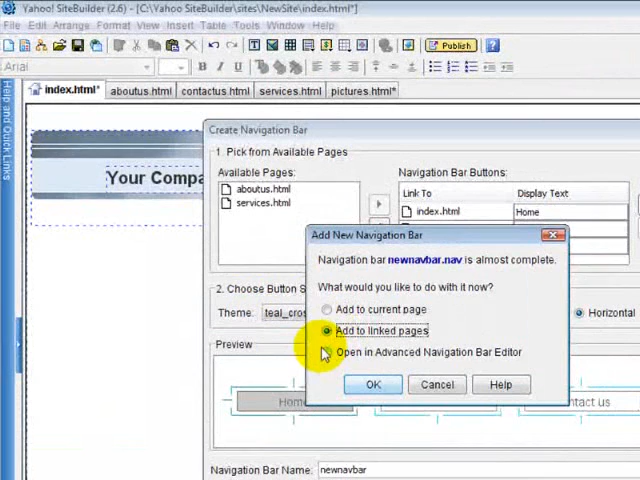 Yahoo! SiteBuilder (2.6) - [C:\Yahoo SiteBuilder\sites\NewSite\index.html*]
File Edit Arrange Format View Insert Table Tools Window Help
Publish
Arial
B I U
index.html* aboutus.html contactus.html services.html pictures.html*
Help and Quick Links
Create Navigation Bar
1. Pick from Available Pages
Available Pages:
Navigation Bar Buttons:
Your Compa
aboutus.html
services.html
Link To
Display Text
index.html
Home
Add New Navigation Bar
Navigation bar newnavbar.nav is almost complete.
What would you like to do with it now?
Add to current page
Add to linked pages
Open in Advanced Navigation Bar Editor
OK Cancel Help
2. Choose Button S
Theme: teal_cros
Horizontal
Preview
Home
ntact us
Navigation Bar Name: newnavbar